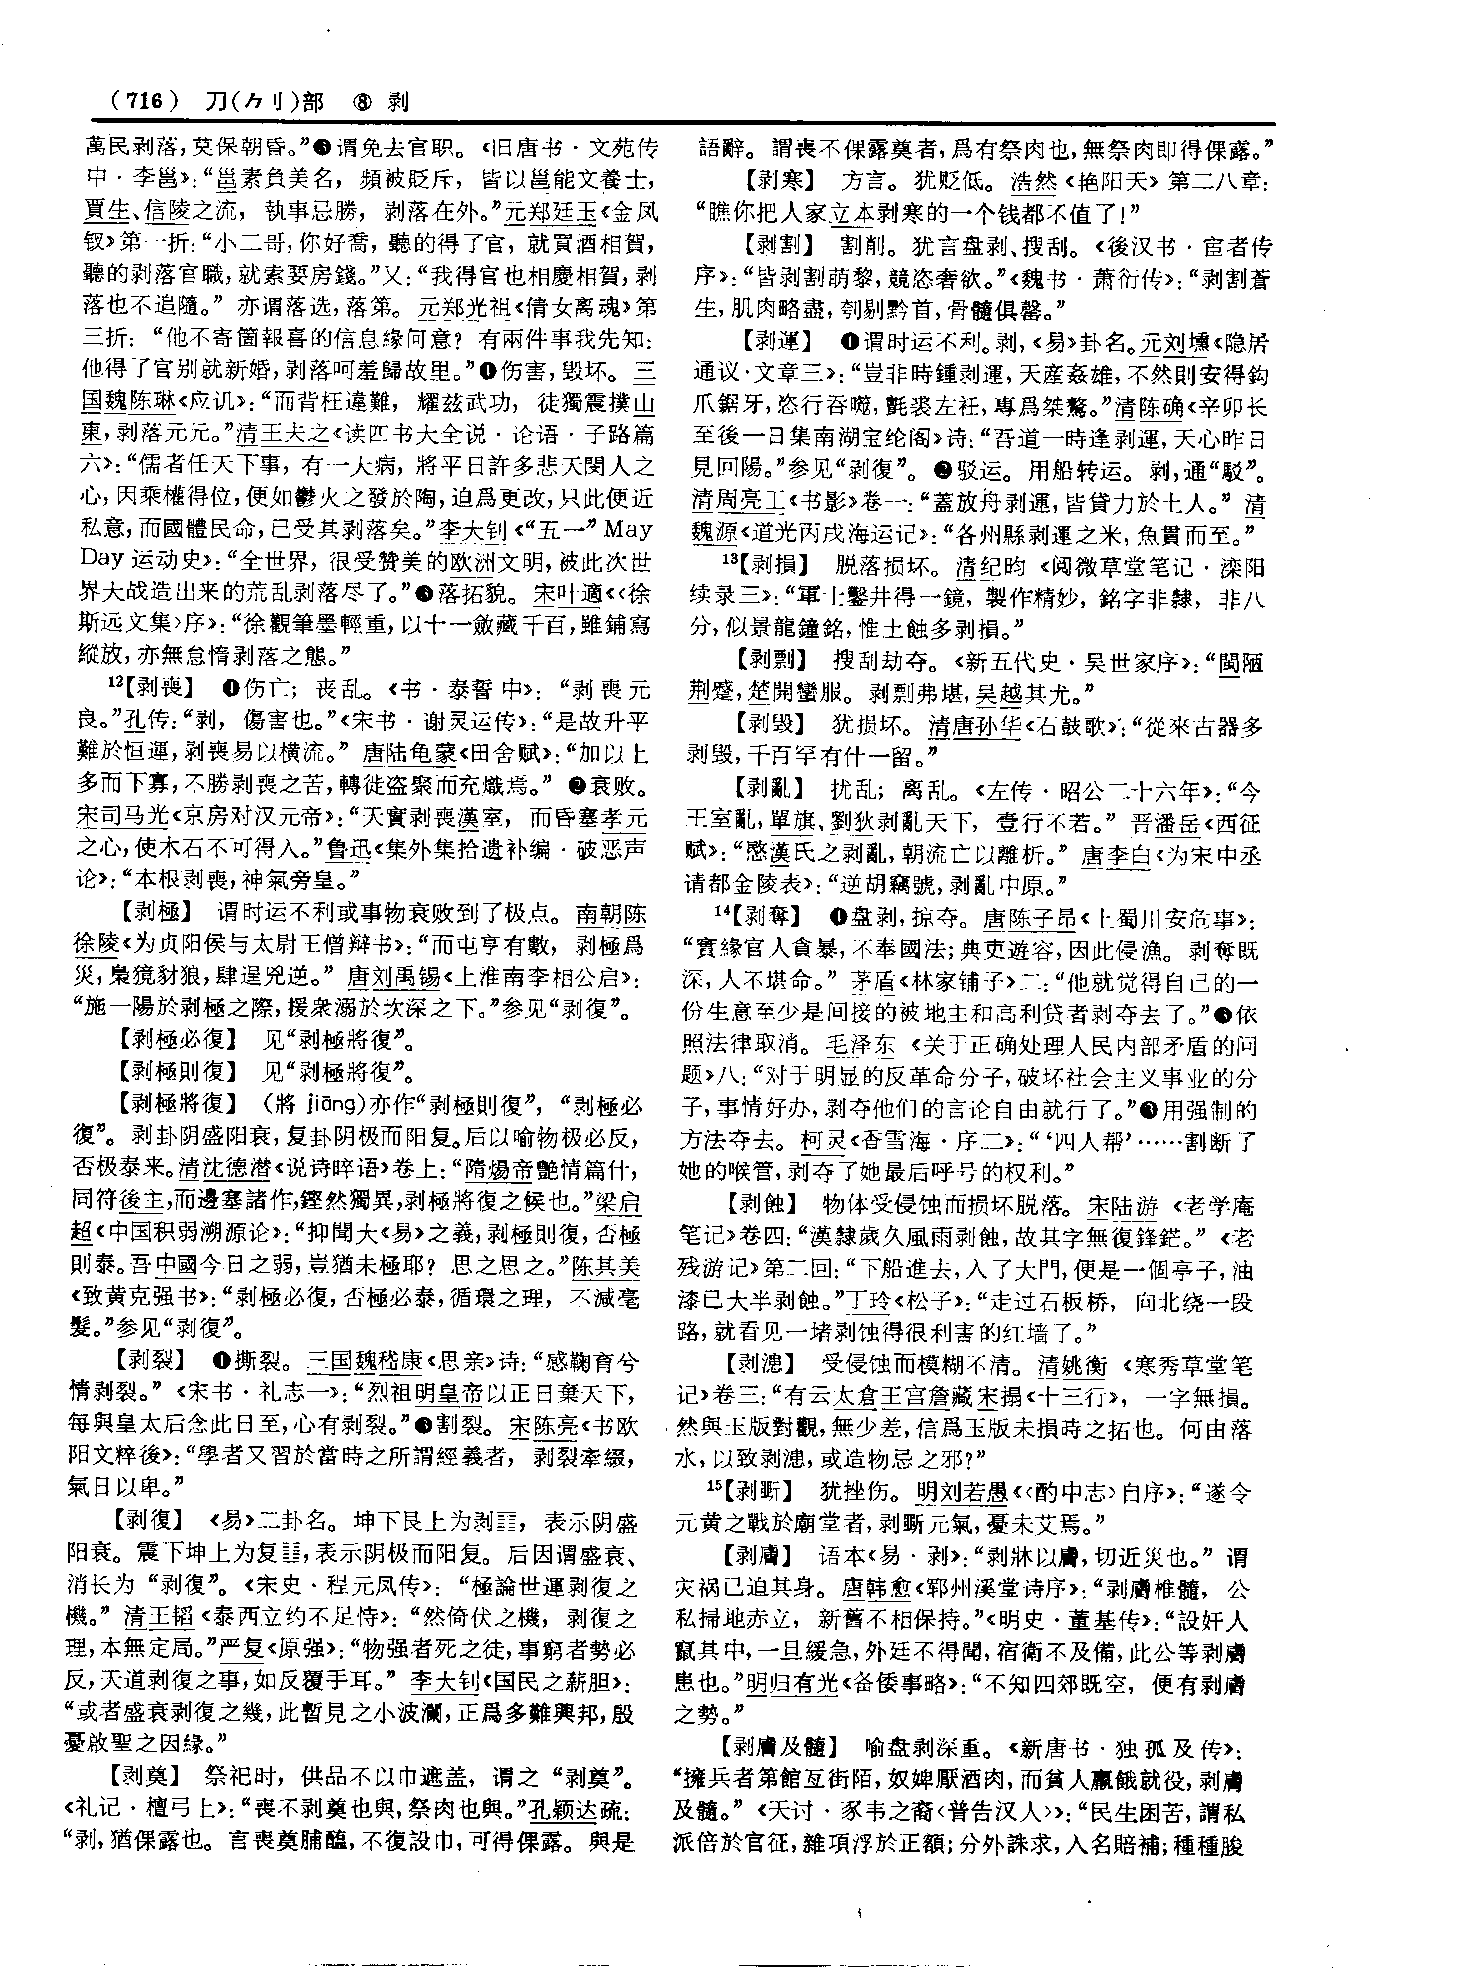 (716) 刀(⺈刂)部 ⑧ 剥
萬民剥落,莫保朝昏。”❺谓免去官职。《旧唐书·文苑传
中·李邕》:“邕素負美名，頻被貶斥，皆以邕能文養士，
賈生、信陵之流，執事忌勝，剥落在外。”元郑廷玉《金凤
钗》第一折:“小二哥,你好喬，聽的得了官，就買酒相賀，
聽的剥落官職,就索要房錢。”又:“我得官也相慶相賀,剥
落也不追隨。”亦谓落选,落第。元郑光祖《倩女离魂》第
三折:“他不寄箇報喜的信息緣何意？有兩件事我先知:
他得了官别就新婚,剥落呵羞歸故里。”❶伤害,毁坏。三
国魏陈琳《应讥》:“而背枉違難，耀兹武功，徒獨震撲山
東,剥落元元。”清王夫之《读四书大全说·论语·子路篇
六》:“儒者任天下事，有一大病，將平日許多悲天閔人之
心,因乘權得位,便如鬱火之發於陶,迫爲更改,只此便近
私意,而國體民命,已受其剥落矣。”李大钊《“五一”May
Day运动史》:“全世界，很受赞美的欧洲文明,被此次世
界大战造出来的荒乱剥落尽了。”❺落拓貌。宋叶適《〈徐
斯远文集〉序》:“徐觀筆墨輕重,以十一斂藏千百,雖鋪寫
縱放,亦無怠惰剥落之態。”
¹²【剥喪】 ❶伤亡；丧乱。《书·泰誓中》:“剥喪元
良。”孔传:“剥，傷害也。”《宋书·谢灵运传》:“是故升平
難於恒運,剥喪易以横流。”唐陆龟蒙《田舍赋》:“加以上
多而下寡,不勝剥喪之苦,轉徙盗聚而充熾焉。”❷衰败。
宋司马光《京房对汉元帝》:“天實剥喪漢室，而昏塞孝元
之心,使木石不可得入。”鲁迅《集外集拾遗补编·破恶声
论》:“本根剥喪,神氣旁皇。”
【剥極】 谓时运不利或事物衰败到了极点。南朝陈
徐陵《为贞阳侯与太尉王僧辩书》:“而屯亨有數，剥極爲
災,梟獍豺狼,肆逞兇逆。”唐刘禹锡《上淮南李相公启》:
“施一陽於剥極之際,援衆溺於坎深之下。”参见“剥復”。
【剥極必復】 见“剥極將復”。
【剥極則復】 见“剥極將復”。
【剥極將復】 (將 jiāng)亦作“剥極則復”，“剥極必
復”。剥卦阴盛阳衰,复卦阴极而阳复。后以喻物极必反,
否极泰来。清沈德潜《说诗晬语》卷上:“隋煬帝艷情篇什,
同符後主,而邊塞諸作,鏗然獨異,剥極將復之候也。”梁启
超《中国积弱溯源论》:“抑聞大《易》之義,剥極則復,否極
則泰。吾中國今日之弱,豈猶未極耶？思之思之。”陈其美
《致黄克强书》:“剥極必復,否極必泰,循環之理，不減毫
髮。”参见“剥復”。
【剥裂】 ❶撕裂。三国魏嵇康《思亲》诗:“感鞠育兮
情剥裂。”《宋书·礼志一》:“烈祖明皇帝以正日棄天下,
每與皇太后念此日至,心有剥裂。”❷割裂。宋陈亮《书欧
阳文粹後》:“學者又習於當時之所謂經義者，剥裂牽綴，
氣日以卑。”
【剥復】 《易》二卦名。坤下艮上为剥䷖，表示阴盛
阳衰。震下坤上为复䷗,表示阴极而阳复。后因谓盛衰、
消长为“剥復”。《宋史·程元凤传》:“極論世運剥復之
機。”清王韬《泰西立约不足恃》:“然倚伏之機，剥復之
理,本無定局。”严复《原强》:“物强者死之徒,事窮者勢必
反,天道剥復之事,如反覆手耳。”李大钊《国民之薪胆》:
“或者盛衰剥復之幾,此暫見之小波瀾,正爲多難興邦,殷
憂啟聖之因緣。”
【剥奠】 祭祀时，供品不以巾遮盖，谓之“剥奠”。
《礼记·檀弓上》:“喪不剥奠也與,祭肉也與。”孔颖达疏:
“剥,猶倮露也。言喪奠脯醢,不復設巾,可得倮露。與是
語辭。謂喪不倮露奠者,爲有祭肉也,無祭肉即得倮露。”
【剥寒】 方言。犹贬低。浩然《艳阳天》第二八章:
“瞧你把人家立本剥寒的一个钱都不值了!”
【剥割】 割削。犹言盘剥、搜刮。《後汉书·宦者传
序》:“皆剥割萌黎,競恣奢欲。”《魏书·萧衍传》:“剥割蒼
生,肌肉略盡,刳剔黔首,骨髓俱罄。”
【剥運】 ❶谓时运不利。剥,《易》卦名。元刘壎《隐居
通议·文章三》:“豈非時鍾剥運,天産姦雄,不然則安得鈎
爪鋸牙,恣行吞噬,氈裘左衽,專爲桀驁。”清陈确《辛卯长
至後一日集南湖宝纶阁》诗:“吾道一時逢剥運,天心昨日
見回陽。”参见“剥復”。❷驳运。用船转运。剥,通“駁”。
清周亮工《书影》卷一:“蓋放舟剥運,皆貸力於土人。”清
魏源《道光丙戌海运记》:“各州縣剥運之米,魚貫而至。”
¹³【剥損】 脱落损坏。清纪昀《阅微草堂笔记·滦阳
续录三》:“軍士鑿井得一鏡，製作精妙，銘字非隸，非八
分,似景龍鐘銘,惟土蝕多剥損。”
【剥剽】 搜刮劫夺。《新五代史·吴世家序》:“閩陋
荆蹙,楚開蠻服。剥剽弗堪,吴越其尤。”
【剥毁】 犹损坏。清唐孙华《石鼓歌》:“從來古器多
剥毁,千百罕有什一留。”
【剥亂】 扰乱；离乱。《左传·昭公二十六年》:“今
王室亂,單旗、劉狄剥亂天下，壹行不若。”晋潘岳《西征
赋》:“愍漢氏之剥亂,朝流亡以離析。”唐李白《为宋中丞
请都金陵表》:“逆胡竊號,剥亂中原。”
¹⁴【剥奪】 ❶盘剥,掠夺。唐陈子昂《上蜀川安危事》:
“實緣官人貪暴,不奉國法;典吏遊容,因此侵漁。剥奪既
深,人不堪命。”茅盾《林家铺子》二:“他就觉得自己的一
份生意至少是间接的被地主和高利贷者剥夺去了。”❷依
照法律取消。毛泽东《关于正确处理人民内部矛盾的问
题》八:“对于明显的反革命分子,破坏社会主义事业的分
子,事情好办,剥夺他们的言论自由就行了。”❸用强制的
方法夺去。柯灵《香雪海·序二》:“‘四人帮’……割断了
她的喉管,剥夺了她最后呼号的权利。”
【剥蝕】 物体受侵蚀而损坏脱落。宋陆游《老学庵
笔记》卷四:“漢隸歲久風雨剥蝕,故其字無復鋒鋩。”《老
残游记》第二回:“下船進去,入了大門,便是一個亭子,油
漆已大半剥蝕。”丁玲《松子》:“走过石板桥，向北绕一段
路,就看见一堵剥蚀得很利害的红墙了。”
【剥漶】 受侵蚀而模糊不清。清姚衡《寒秀草堂笔
记》卷三:“有云太倉王宫詹藏宋搨《十三行》，一字無損。
然與玉版對觀,無少差,信爲玉版未損時之拓也。何由落
水,以致剥漶,或造物忌之邪?”
¹⁵【剥斲】 犹挫伤。明刘若愚《〈酌中志〉自序》:“遂令
元黄之戰於廟堂者,剥斲元氣,憂未艾焉。”
【剥膚】 语本《易·剥》:“剥牀以膚,切近災也。”谓
灾祸已迫其身。唐韩愈《郓州溪堂诗序》:“剥膚椎髓，公
私掃地赤立，新舊不相保持。”《明史·董基传》:“設奸人
竄其中,一旦緩急,外廷不得聞,宿衛不及備,此公等剥膚
患也。”明归有光《备倭事略》:“不知四郊既空，便有剥膚
之勢。”
【剥膚及髓】 喻盘剥深重。《新唐书·独孤及传》:
“擁兵者第館亙街陌,奴婢厭酒肉,而貧人羸餓就役,剥膚
及髓。”《天讨·豕韦之裔〈普告汉人〉》:“民生困苦,謂私
派倍於官征,雜項浮於正額;分外誅求,入名賠補;種種朘